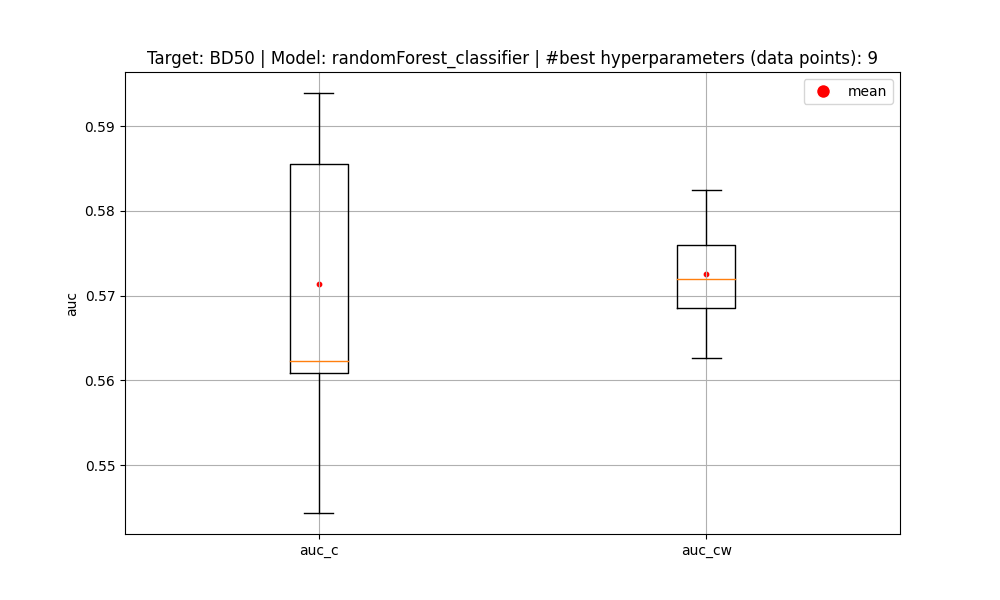 Target: BD50 | Model: randomForest_classifier | #best hyperparameters (data points): 9
mean
0.59
0.58
0.57
0.56
0.55
auc
auc_c
auc_cw